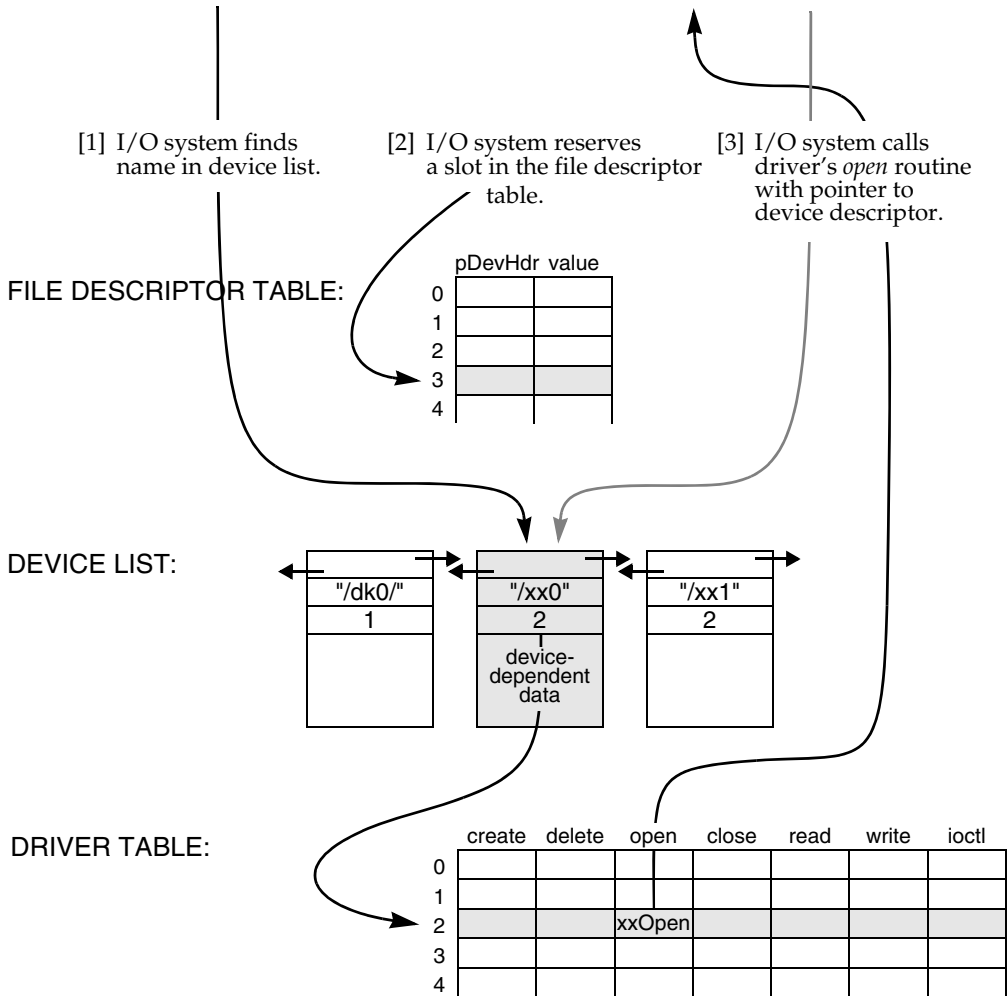 [1] I/O system finds
name in device list.
[2] I/O system reserves
a slot in the file descriptor
table.
[3] I/O system calls
driver's open routine
with pointer to
device descriptor.
FILE DESCRIPTOR TABLE:
pDevHdr value
0
1
2
3
4
DEVICE LIST:
"/dk0/"
1
"/xx0"
2
device-
dependent
data
"/xx1"
2
DRIVER TABLE:
create delete open close read write ioctl
0
1
2 xxOpen
3
4